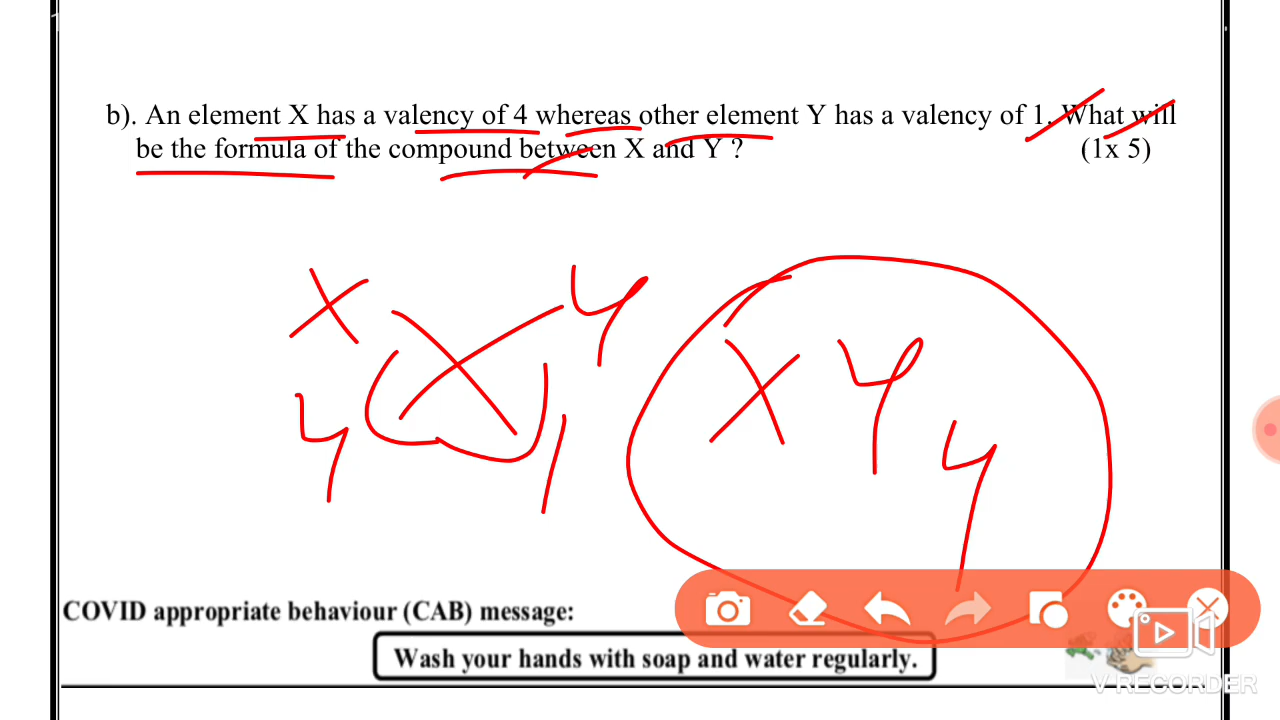 b). An element X has a valency of 4 whereas other element Y has a valency of 1. What will
be the formula of the compound between X and Y ?
(1x 5)
X Y
4 1
X Y 4
COVID appropriate behaviour (CAB) message:
Wash your hands with soap and water regularly.
V RECORDER